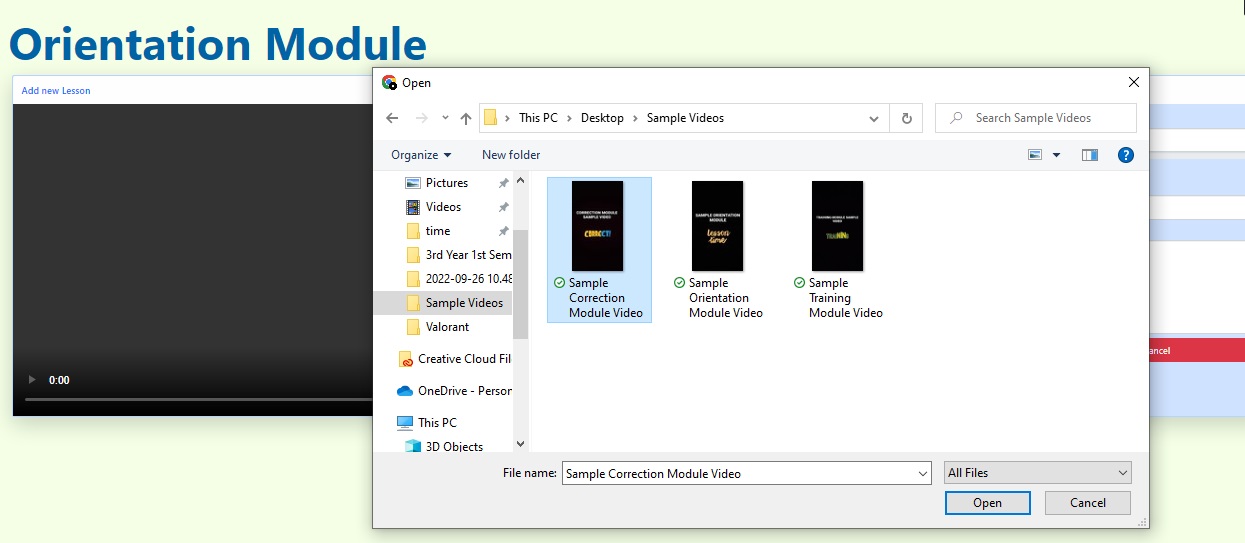 Orientation Module
Add new Lesson
0:00
Open
This PC
Desktop
Sample Videos
Search Sample Videos
Organize
New folder
Pictures
Videos
time
3rd Year 1st Sem
2022-09-26 10.48
Sample Videos
Valorant
Creative Cloud Fil
OneDrive - Person
This PC
3D Objects
CORRECTION MODULE
SAMPLE VIDEO
CORRECT!
Sample
Correction
Module Video
SAMPLE ORIENTATION
MODULE
lesson
time
Sample
Orientation
Module Video
TRAINING MODULE SAMPLE
VIDEO
TRAINING
Sample
Training
Module Video
ancel
File name:
Sample Correction Module Video
All Files
Open
Cancel